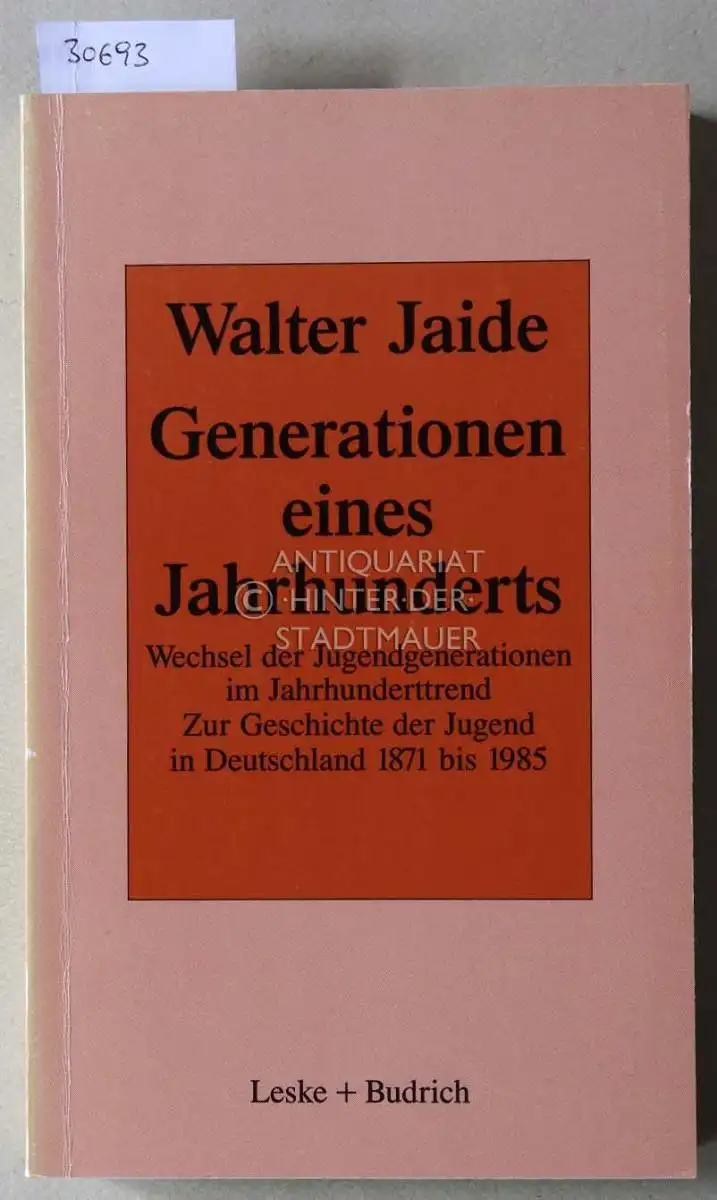 30693
Walter Jaide
Generationen
eines
Jahrhunderts
© ANTIQUARIAT
·HINTER·DER·
STADTMAUER
Wechsel der Jugendgenerationen
im Jahrhunderttrend
Zur Geschichte der Jugend
in Deutschland 1871 bis 1985
Leske + Budrich